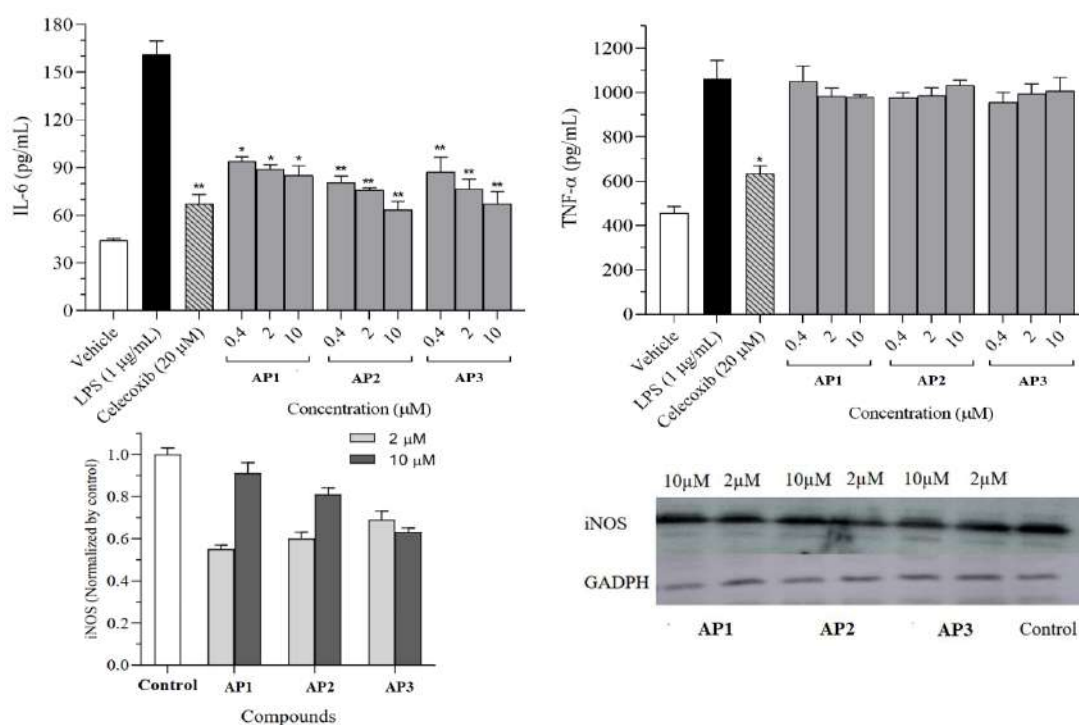 180
150
120
90
60
30
0
IL-6 (pg/mL)
** * * * ** ** ** ** ** **
Vehicle
LPS (1 µg/mL)
Celecoxib (20 µM)
0.4 2 10 0.4 2 10 0.4 2 10
AP1 AP2 AP3
Concentration (µM)
1200
1000
800
600
400
200
0
TNF-α (pg/mL)
*
Vehicle
LPS (1 µg/mL)
Celecoxib (20 µM)
0.4 2 10 0.4 2 10 0.4 2 10
AP1 AP2 AP3
Concentration (µM)
2 µM
10 µM
1.0
0.8
0.6
0.4
0.2
0.0
iNOS (Normalized by control)
Control AP1 AP2 AP3
Compounds
10µM 2µM 10µM 2µM 10µM 2µM
iNOS
GADPH
AP1 AP2 AP3 Control